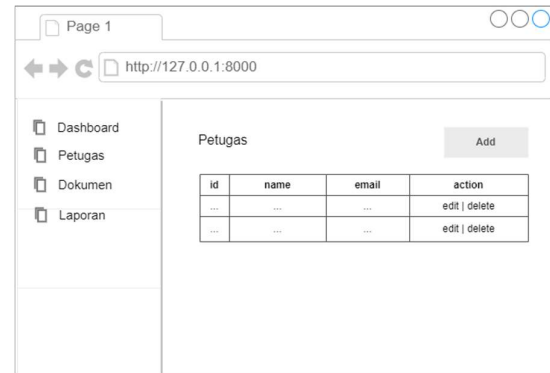 Page 1
http://127.0.0.1:8000
Dashboard
Petugas
Dokumen
Laporan
Petugas
Add
id name email action
... ... ... edit | delete
... ... ... edit | delete